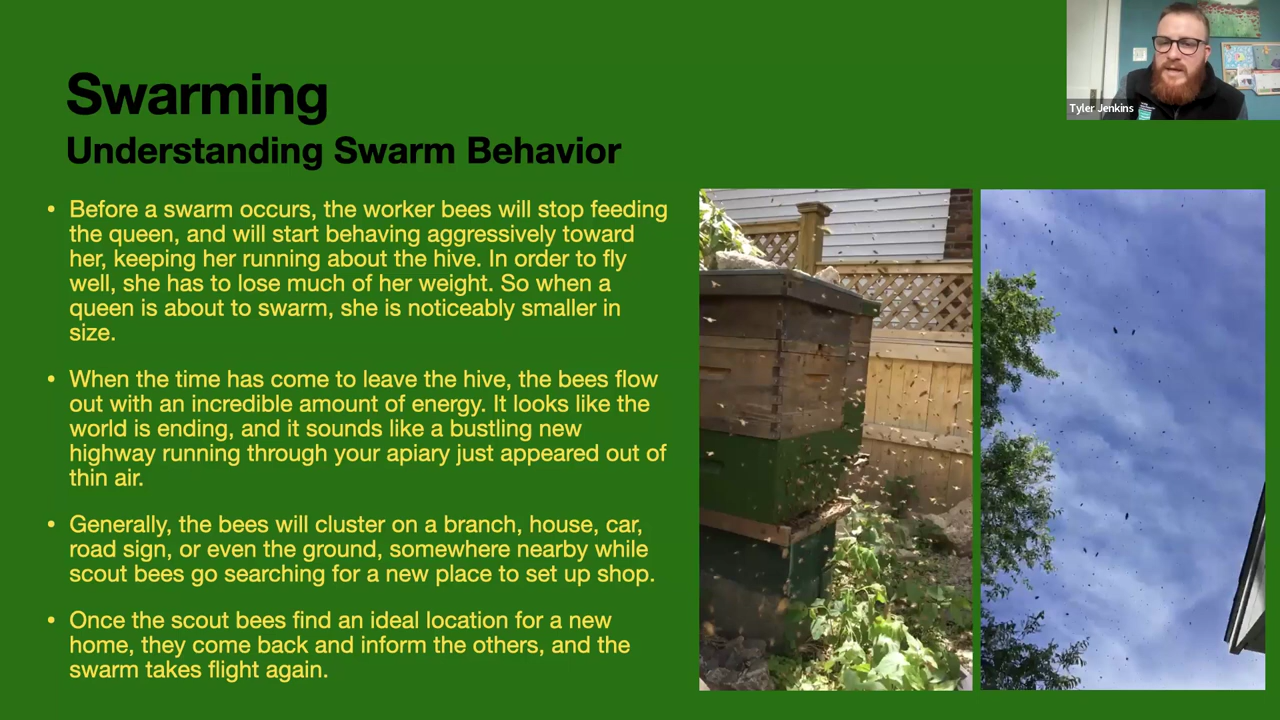 Swarming
Understanding Swarm Behavior
• Before a swarm occurs, the worker bees will stop feeding
the queen, and will start behaving aggressively toward
her, keeping her running about the hive. In order to fly
well, she has to lose much of her weight. So when a
queen is about to swarm, she is noticeably smaller in
size.
• When the time has come to leave the hive, the bees flow
out with an incredible amount of energy. It looks like the
world is ending, and it sounds like a bustling new
highway running through your apiary just appeared out of
thin air.
• Generally, the bees will cluster on a branch, house, car,
road sign, or even the ground, somewhere nearby while
scout bees go searching for a new place to set up shop.
• Once the scout bees find an ideal location for a new
home, they come back and inform the others, and the
swarm takes flight again.
Tyler Jenkins